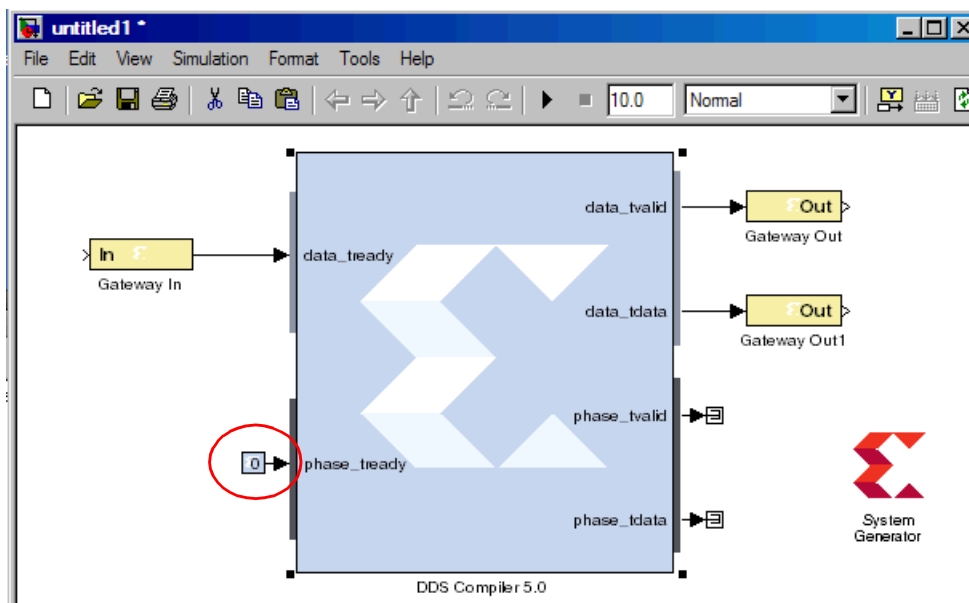 untitled1 *
File Edit View Simulation Format Tools Help
10.0 Normal
data_tvalid
Out
Gateway Out
In
data_tready
Gateway In
data_tdata
Out
Gateway Out1
phase_tvalid
0
phase_tready
phase_tdata
System
Generator
DDS Compiler 5.0